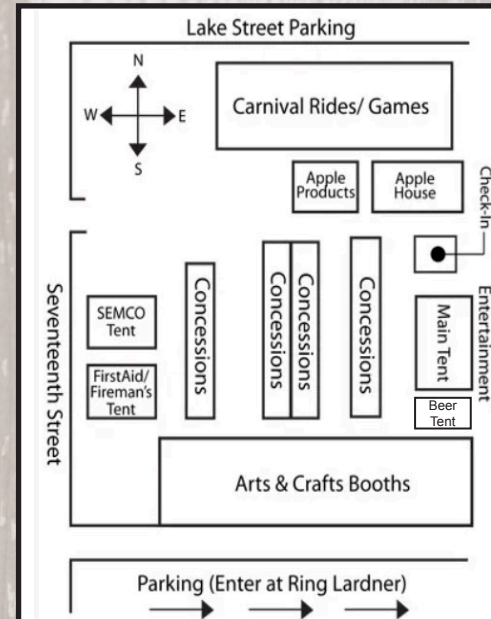 Lake Street Parking
N
W
E
S
Carnival Rides/ Games
Apple
Products
Apple
House
Check-In
Seventeenth Street
SEMCO
Tent
FirstAid/
Fireman's
Tent
Concessions
Concessions
Concessions
Concessions
Main Tent
Entertainment
Beer
Tent
Arts & Crafts Booths
Parking (Enter at Ring Lardner)